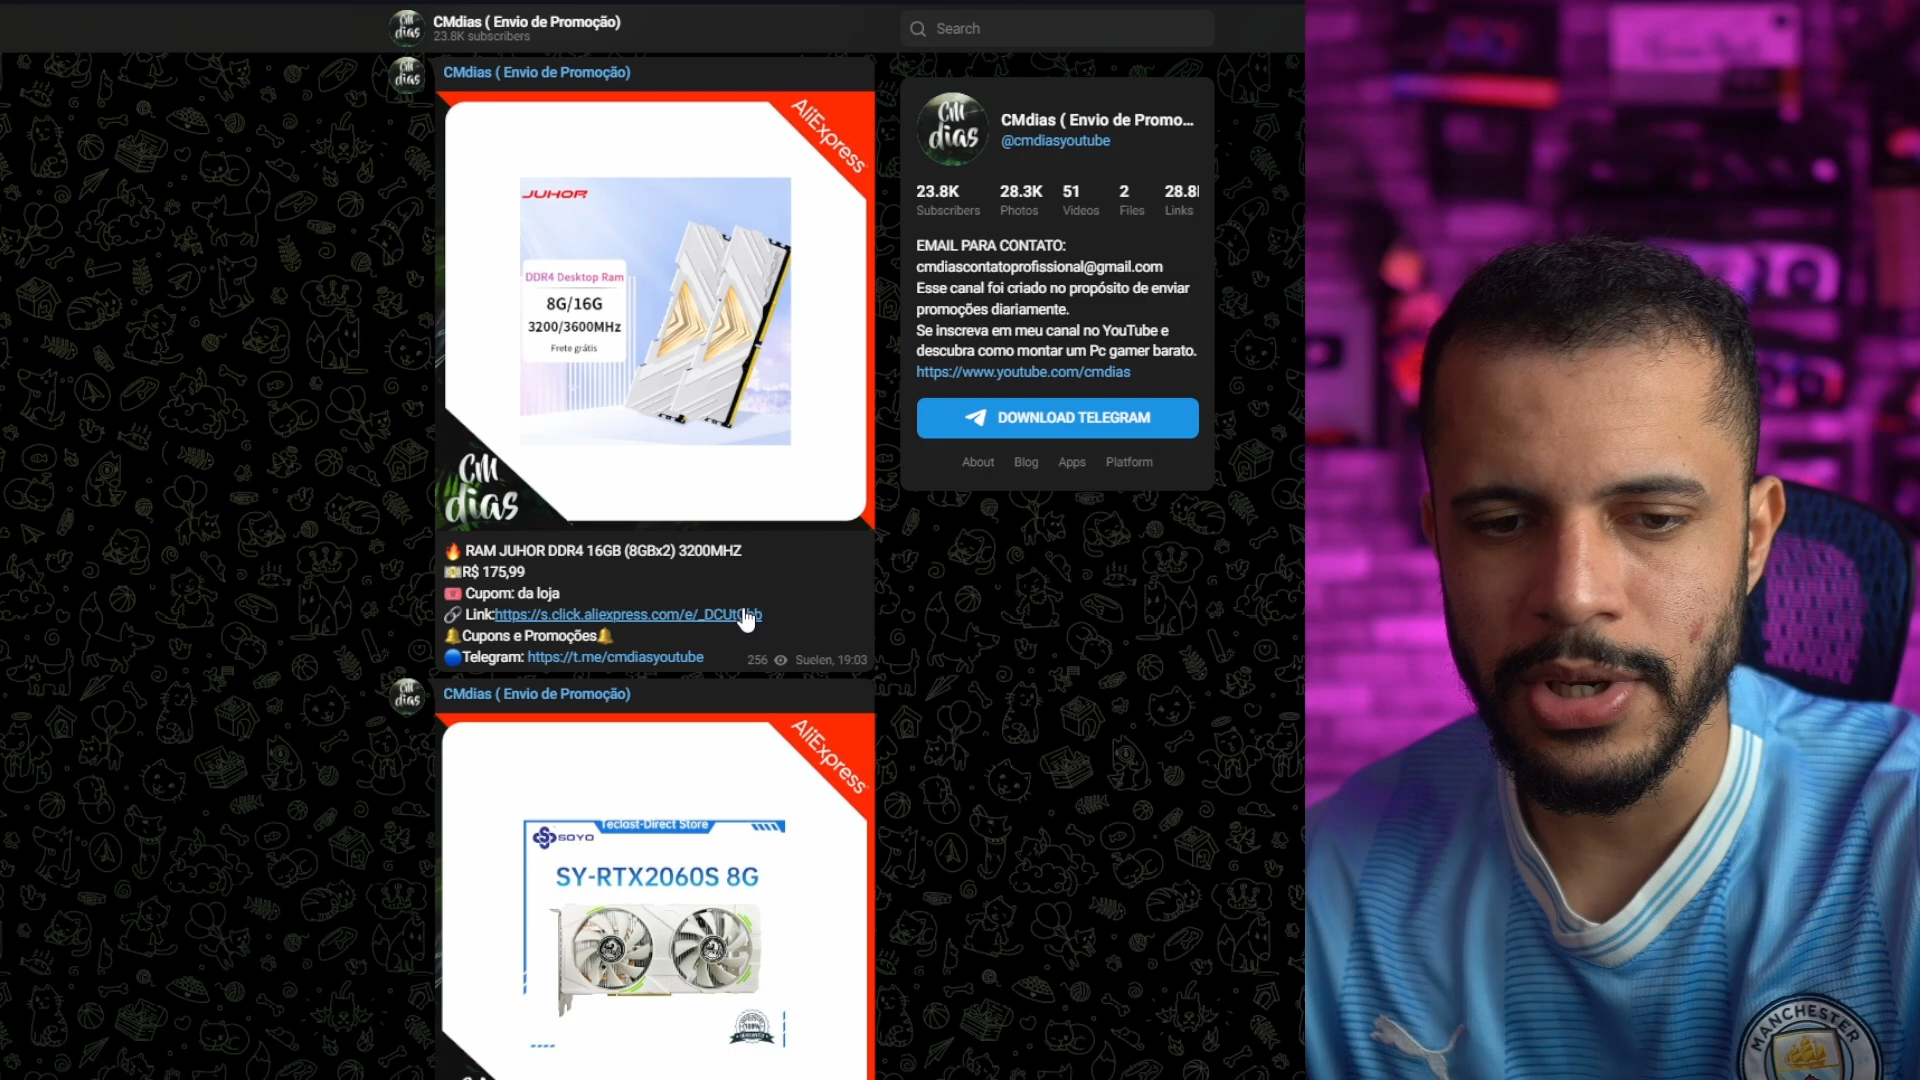 CMdias ( Envio de Promoção)
23.8K subscribers
Search
CMdias ( Envio de Promoção)
AliExpress
JUHOR
DDR4 Desktop Ram
8G/16G
3200/3600MHz
Frete grátis
CM
dias
🔥 RAM JUHOR DDR4 16GB (8GBx2) 3200MHZ
💵R$ 175,99
🎟 Cupom: da loja
🔗 Link:https://s.click.aliexpress.com/e/_DCUt
🔔Cupons e Promoções🔔
🔵Telegram: https://t.me/cmdiasyoutube
256 Suelen, 19:03
CMdias ( Envio de Promoção)
AliExpress
Teclast-Direct Store
SOYO
SY-RTX2060S 8G
100%
CM
dias
CMdias ( Envio de Promo...
@cmdiasyoutube
23.8K 28.3K 51 2 28.8
Subscribers Photos Videos Files Links
EMAIL PARA CONTATO:
cmdiascontatoprofissional@gmail.com
Esse canal foi criado no propósito de enviar
promoções diariamente.
Se inscreva em meu canal no YouTube e
descubra como montar um Pc gamer barato.
https://www.youtube.com/cmdias
DOWNLOAD TELEGRAM
About Blog Apps Platform
MANCHESTER